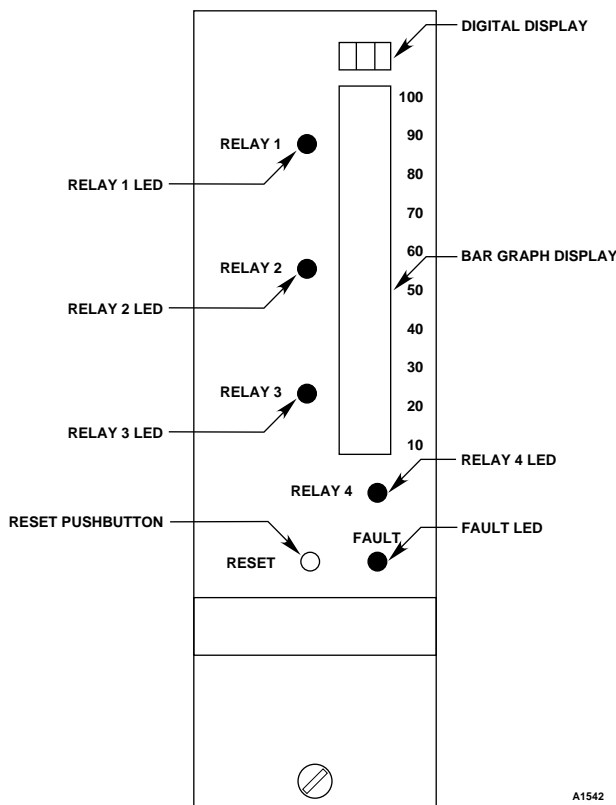 DIGITAL DISPLAY
100
90
RELAY 1
80
RELAY 1 LED
70
60
BAR GRAPH DISPLAY
RELAY 2
50
RELAY 2 LED
40
30
RELAY 3
20
RELAY 3 LED
10
RELAY 4 LED
RELAY 4
RESET PUSHBUTTON
FAULT LED
FAULT
RESET
A1542